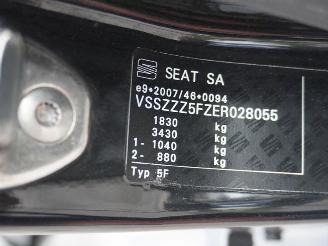 SEAT SA
e9*2007/46*0094
VSSZZZ5FZER028055
1830 kg
3430 kg
1- 1040 kg
2- 880 kg
Typ 5F